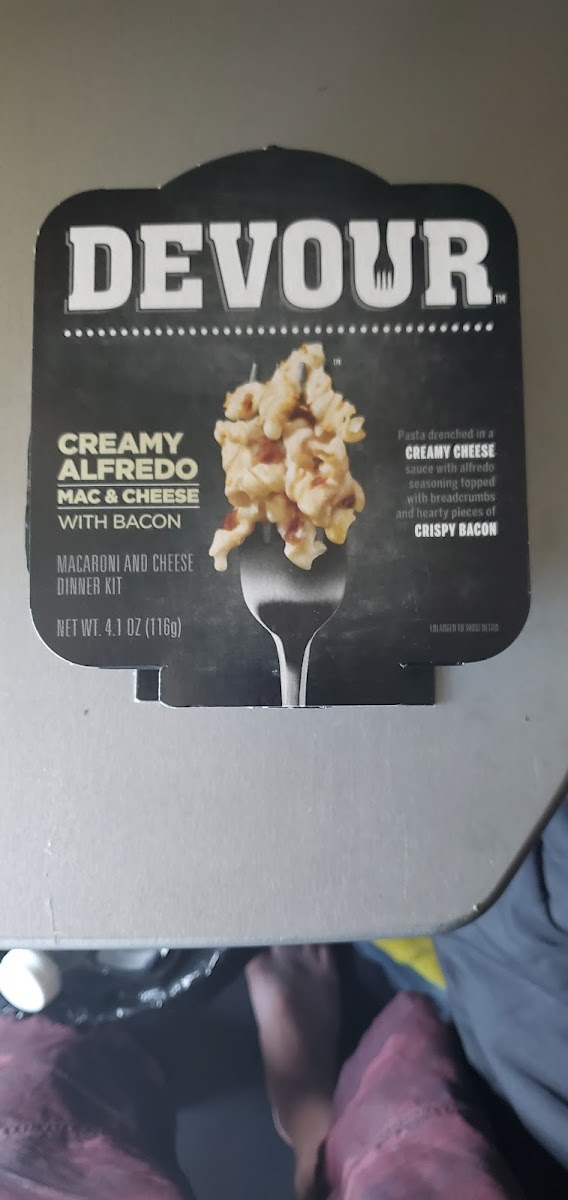 DEVOUR™
™
CREAMY
ALFREDO
MAC & CHEESE
WITH BACON
MACARONI AND CHEESE
DINNER KIT
NET WT. 4.1 OZ (116g)
Pasta drenched in a
CREAMY CHEESE
sauce with alfredo
seasoning topped
with breadcrumbs
and hearty pieces of
CRISPY BACON
ENLARGED TO SHOW DETAIL